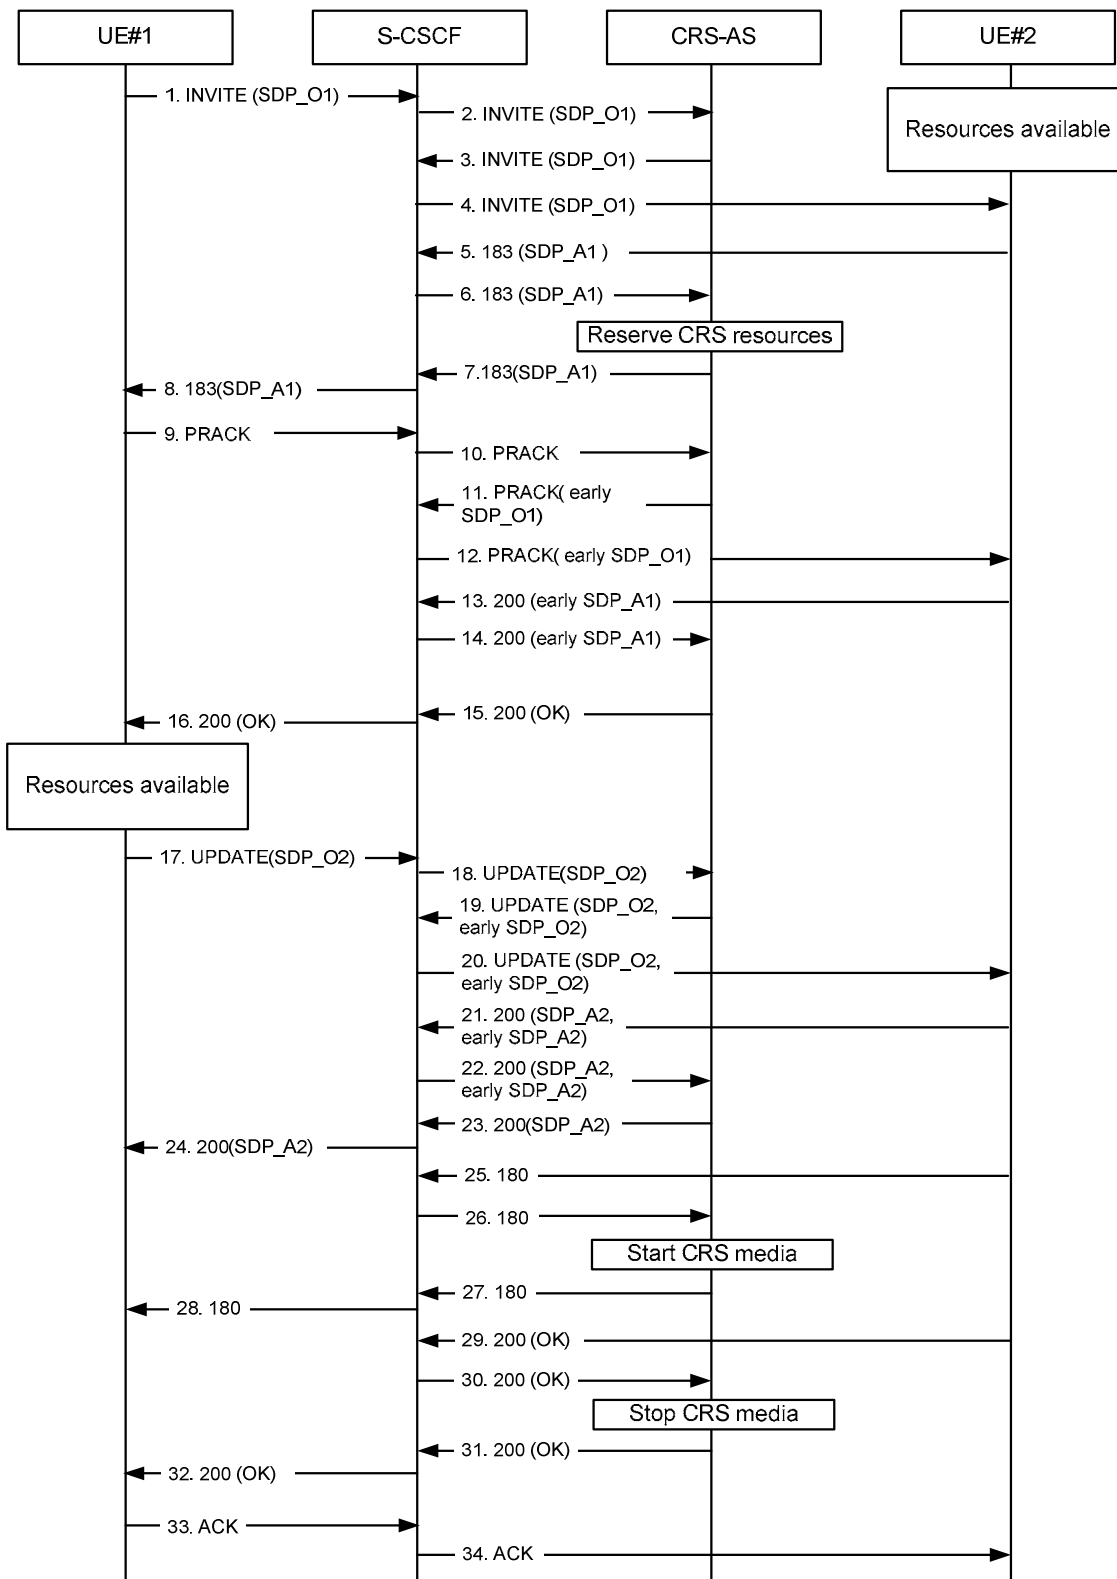 UE#1
S-CSCF
CRS-AS
UE#2
1. INVITE (SDP_O1)
2. INVITE (SDP_O1)
Resources available
3. INVITE (SDP_O1)
4. INVITE (SDP_O1)
5. 183 (SDP_A1 )
6. 183 (SDP_A1)
Reserve CRS resources
7.183(SDP_A1)
8. 183(SDP_A1)
9. PRACK
10. PRACK
11. PRACK( early
SDP_O1)
12. PRACK( early SDP_O1)
13. 200 (early SDP_A1)
14. 200 (early SDP_A1)
15. 200 (OK)
16. 200 (OK)
Resources available
17. UPDATE(SDP_O2)
18. UPDATE(SDP_O2)
19. UPDATE (SDP_O2,
early SDP_O2)
20. UPDATE (SDP_O2,
early SDP_O2)
21. 200 (SDP_A2,
early SDP_A2)
22. 200 (SDP_A2,
early SDP_A2)
23. 200(SDP_A2)
24. 200(SDP_A2)
25. 180
26. 180
Start CRS media
27. 180
28. 180
29. 200 (OK)
30. 200 (OK)
Stop CRS media
31. 200 (OK)
32. 200 (OK)
33. ACK
34. ACK